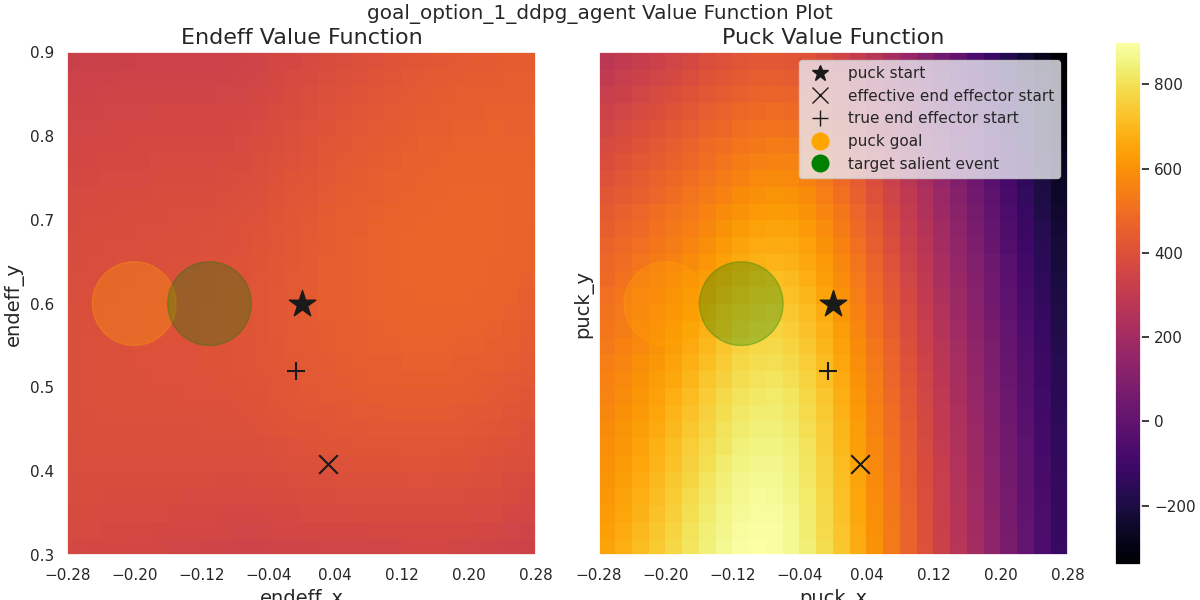 goal_option_1_ddpg_agent Value Function Plot
Endeff Value Function
Puck Value Function
puck start
effective end effector start
true end effector start
puck goal
target salient event
endeff_y
0.9
0.8
0.7
0.6
0.5
0.4
0.3
−0.28 −0.20 −0.12 −0.04 0.04 0.12 0.20 0.28
endeff_x
puck_y
−0.28 −0.20 −0.12 −0.04 0.04 0.12 0.20 0.28
puck_x
800
600
400
200
0
−200